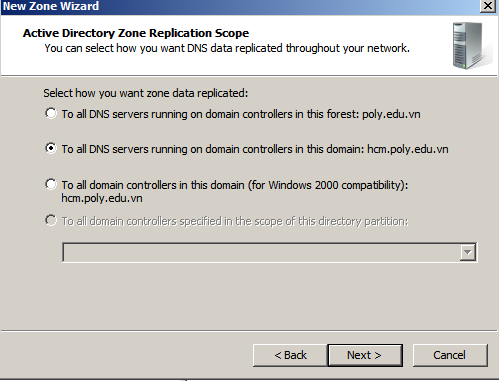 New Zone Wizard
Active Directory Zone Replication Scope
You can select how you want DNS data replicated throughout your network.
Select how you want zone data replicated:
To all DNS servers running on domain controllers in this forest: poly.edu.vn
To all DNS servers running on domain controllers in this domain: hcm.poly.edu.vn
To all domain controllers in this domain (for Windows 2000 compatibility):
hcm.poly.edu.vn
To all domain controllers specified in the scope of this directory partition:
< Back Next > Cancel